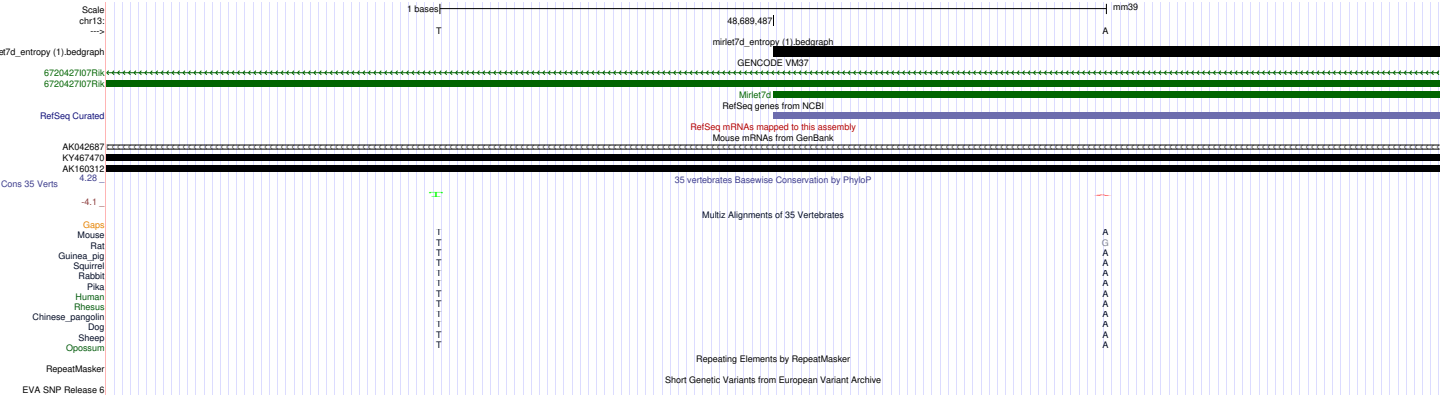 Scale 1 bases mm39
chr13: 48,689,487
---> T A
mirlet7d_entropy (1).bedgraph
et7d_entropy (1).bedgraph
GENCODE VM37
6720427I07Rik
6720427I07Rik
Mirlet7d
RefSeq genes from NCBI
RefSeq Curated
RefSeq mRNAs mapped to this assembly
Mouse mRNAs from GenBank
AK042687
KY467470
AK160312
4.28 _ 35 vertebrates Basewise Conservation by PhyloP
Cons 35 Verts
-4.1 _
Multiz Alignments of 35 Vertebrates
Gaps
Mouse T A
Rat T G
Guinea_pig T A
Squirrel T A
Rabbit T A
Pika T A
Human T A
Rhesus T A
Chinese_pangolin T A
Dog T A
Sheep T A
Opossum T A
Repeating Elements by RepeatMasker
RepeatMasker
Short Genetic Variants from European Variant Archive
EVA SNP Release 6